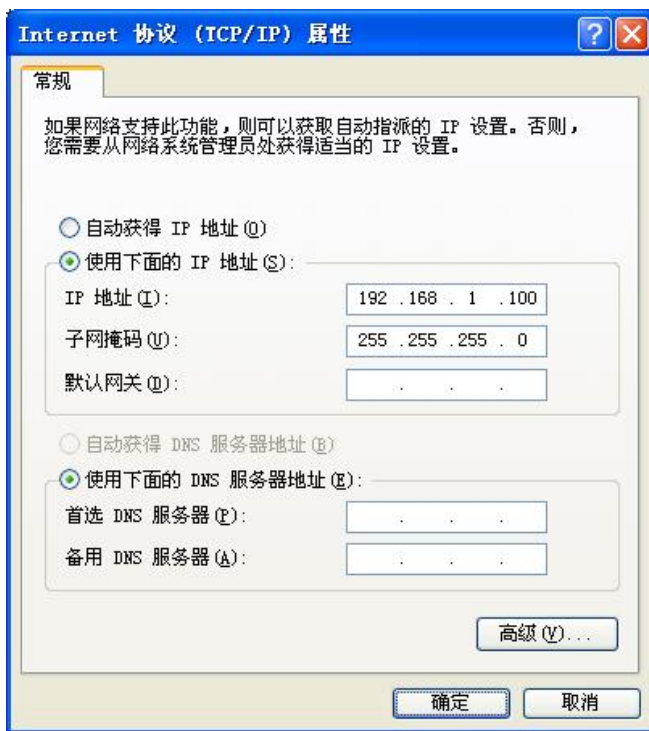 Internet 协议 (TCP/IP) 属性
常规
如果网络支持此功能，则可以获取自动指派的 IP 设置。否则，
您需要从网络系统管理员处获得适当的 IP 设置。
自动获得 IP 地址(O)
使用下面的 IP 地址(S):
IP 地址(I): 192 .168 . 1 .100
子网掩码(U): 255 .255 .255 . 0
默认网关(D): . . .
自动获得 DNS 服务器地址(B)
使用下面的 DNS 服务器地址(E):
首选 DNS 服务器(P): . . .
备用 DNS 服务器(A): . . .
高级(V)...
确定 取消